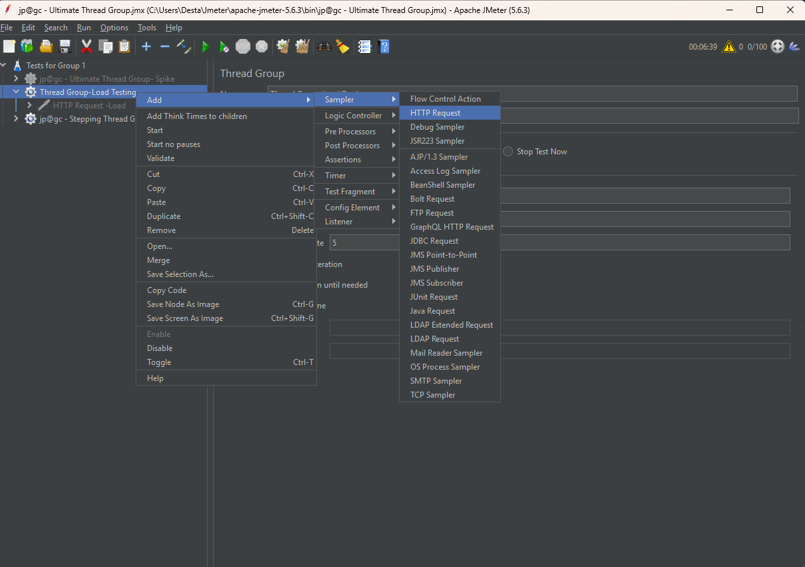 jp@gc - Ultimate Thread Group.jmx (C:\Users\Desta\Jmeter\apache-jmeter-5.6.3\bin\jp@gc - Ultimate Thread Group.jmx) - Apache JMeter (5.6.3)
File Edit Search Run Options Tools Help
00:06:39 0 0/100
Tests for Group 1
jp@gc - Ultimate Thread Group- Spike
Thread Group-Load Testing
HTTP Request -Load
jp@gc - Stepping Thread G
Thread Group
Add
Add Think Times to children
Start
Start no pauses
Validate
Cut Ctrl-X
Copy Ctrl-C
Paste Ctrl-V
Duplicate Ctrl+Shift-C
Remove Delete
Open...
Merge
Save Selection As...
Copy Code
Save Node As Image Ctrl-G
Save Screen As Image Ctrl+Shift-G
Enable
Disable
Toggle Ctrl-T
Help
Sampler
Logic Controller
Pre Processors
Post Processors
Assertions
Timer
Test Fragment
Config Element
Listener
Flow Control Action
HTTP Request
Debug Sampler
JSR223 Sampler
AJP/1.3 Sampler
Access Log Sampler
BeanShell Sampler
Bolt Request
FTP Request
GraphQL HTTP Request
JDBC Request
JMS Point-to-Point
JMS Publisher
JMS Subscriber
JUnit Request
Java Request
LDAP Extended Request
LDAP Request
Mail Reader Sampler
OS Process Sampler
SMTP Sampler
TCP Sampler
Stop Test Now
te 5
teration
n until needed
me